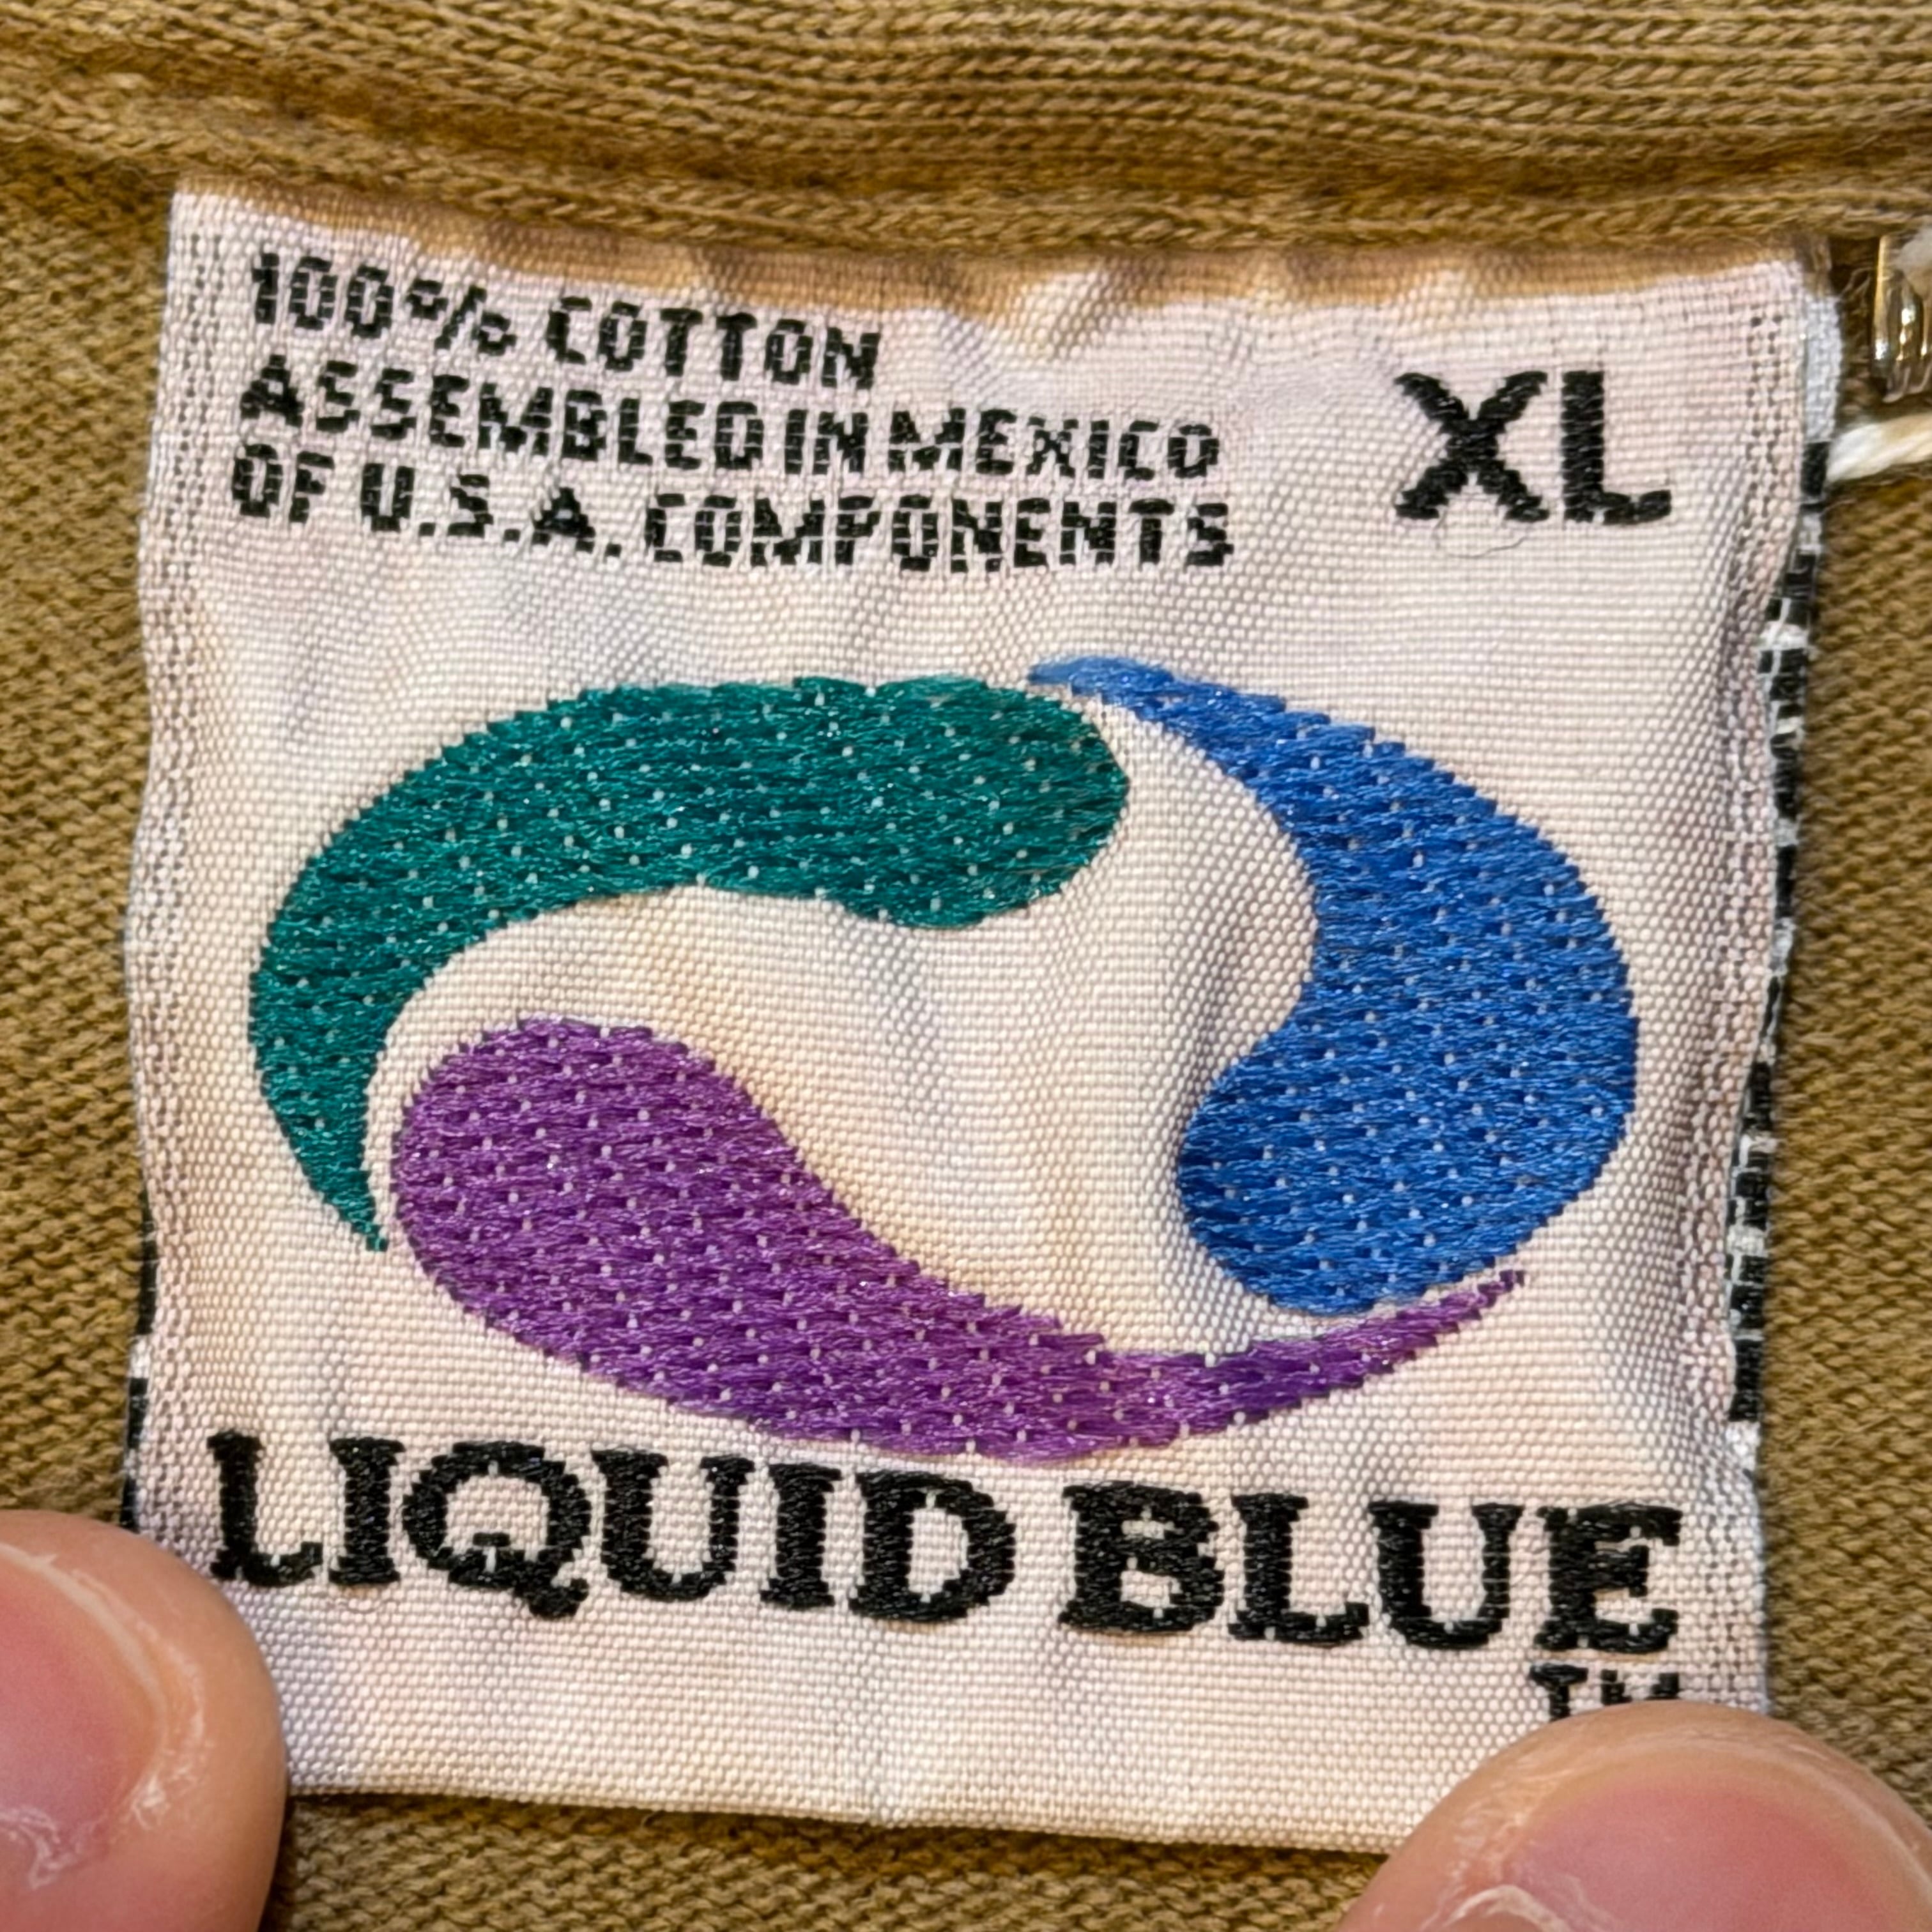 100% COTTON
ASSEMBLED IN MEXICO
OF U.S.A. COMPONENTS
XL
LIQUID BLUE
TM